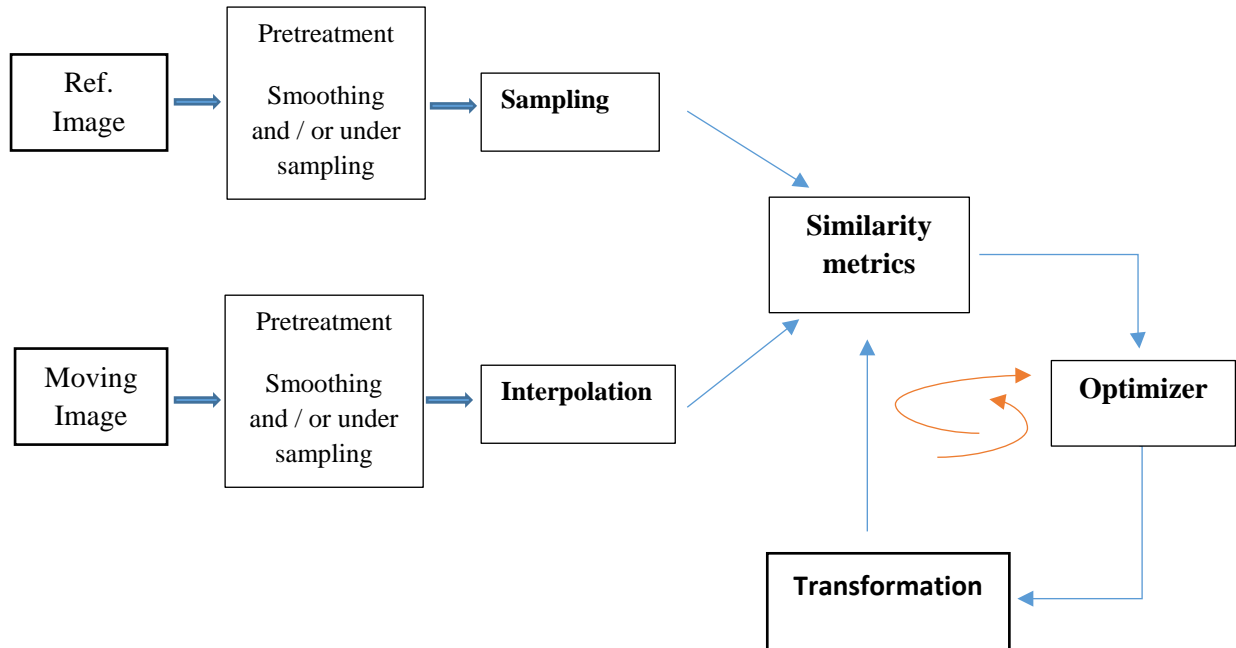 Ref.
Image
Pretreatment
Smoothing
and / or under
sampling
Sampling
Similarity
metrics
Moving
Image
Pretreatment
Smoothing
and / or under
sampling
Interpolation
Optimizer
Transformation